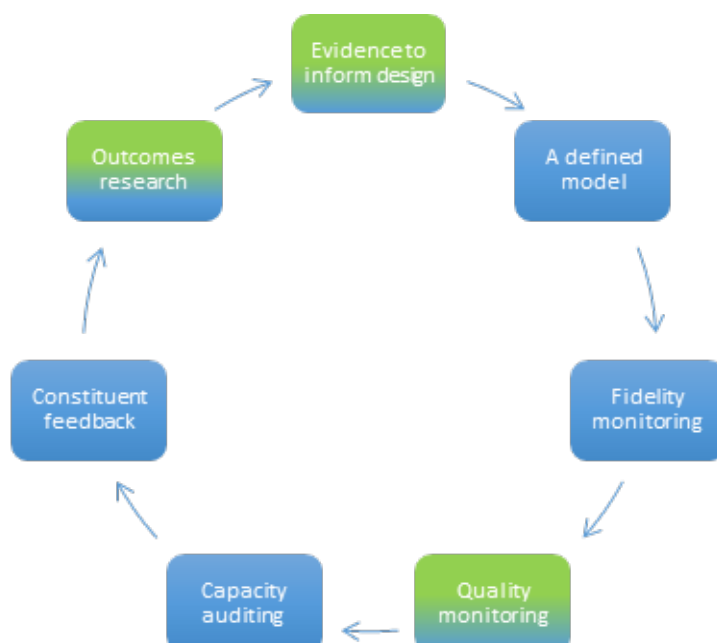 Evidence to
inform design
A defined
model
Fidelity
monitoring
Quality
monitoring
Capacity
auditing
Constituent
feedback
Outcomes
research